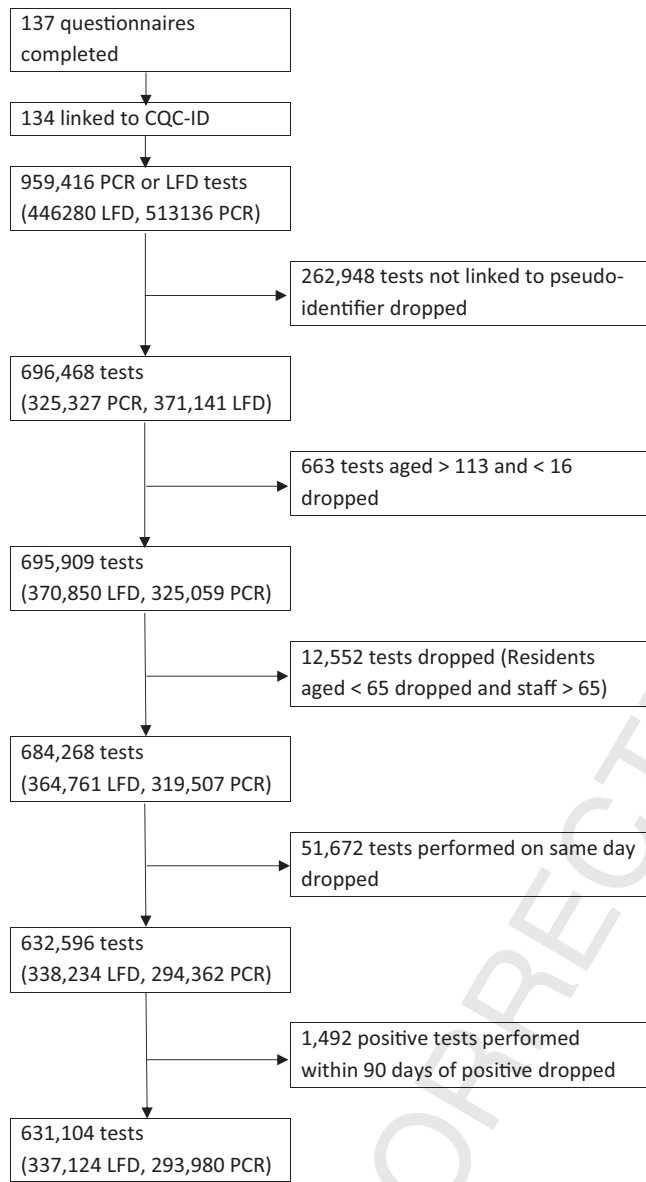 137 questionnaires
completed
134 linked to CQC-ID
959,416 PCR or LFD tests
(446280 LFD, 513136 PCR)
262,948 tests not linked to pseudo-
identifier dropped
696,468 tests
(325,327 PCR, 371,141 LFD)
663 tests aged > 113 and < 16
dropped
695,909 tests
(370,850 LFD, 325,059 PCR)
12,552 tests dropped (Residents
aged < 65 dropped and staff > 65)
684,268 tests
(364,761 LFD, 319,507 PCR)
51,672 tests performed on same day
dropped
632,596 tests
(338,234 LFD, 294,362 PCR)
1,492 positive tests performed
within 90 days of positive dropped
631,104 tests
(337,124 LFD, 293,980 PCR)
ORRECT